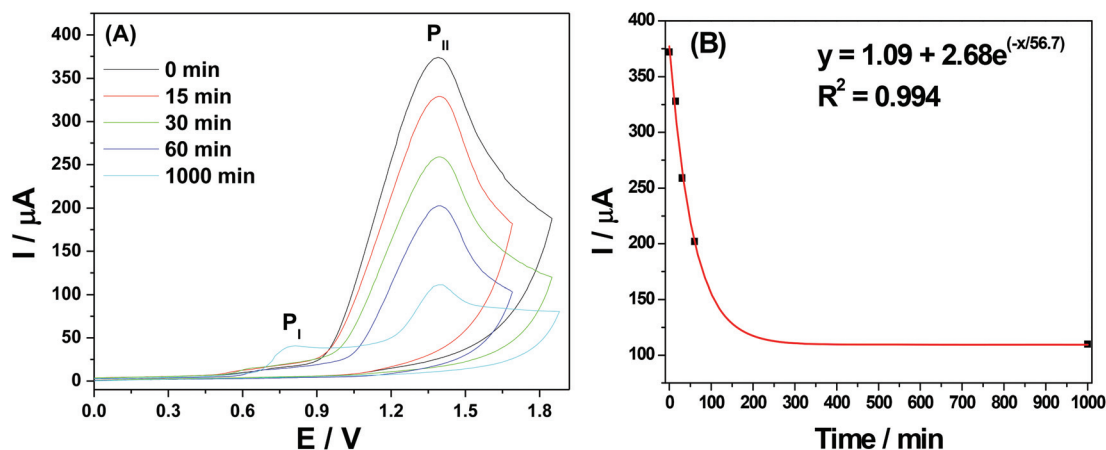 (A)
P_II
0 min
15 min
30 min
60 min
1000 min
P_I
400
350
300
250
200
150
100
50
0
I / μA
0.0 0.3 0.6 0.9 1.2 1.5 1.8
E / V
(B)
y = 1.09 + 2.68e^(-x/56.7)
R² = 0.994
400
350
300
250
200
150
100
I / μA
0 100 200 300 400 500 600 700 800 900 1000
Time / min